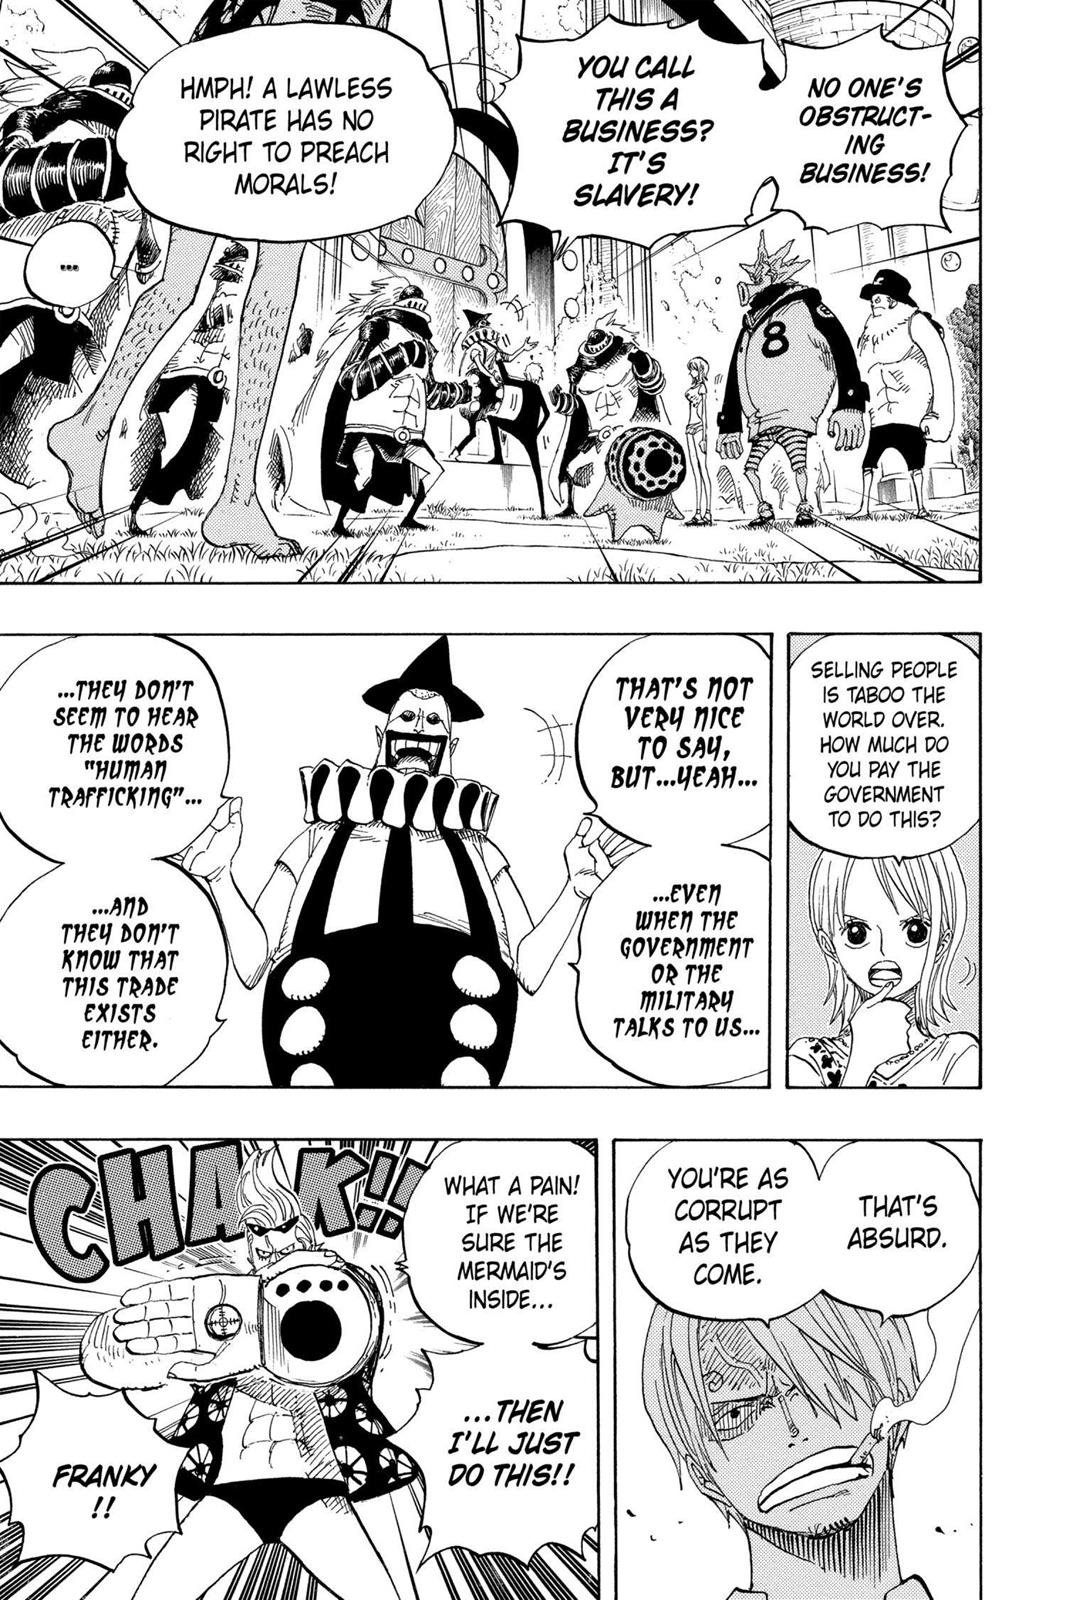 NO ONE'S
OBSTRUCT-
ING
BUSINESS!
YOU CALL
THIS A
BUSINESS?
IT'S
SLAVERY!
HMPH! A LAWLESS
PIRATE HAS NO
RIGHT TO PREACH
MORALS!
...
8
SELLING PEOPLE
IS TABOO THE
WORLD OVER.
HOW MUCH DO
YOU PAY THE
GOVERNMENT
TO DO THIS?
THAT'S NOT
VERY NICE
TO SAY,
BUT...YEAH...
...EVEN
WHEN THE
GOVERNMENT
OR THE
MILITARY
TALKS TO US...
...THEY DON'T
SEEM TO HEAR
THE WORDS
"HUMAN
TRAFFICKING"...
...AND
THEY DON'T
KNOW THAT
THIS TRADE
EXISTS
EITHER.
THAT'S
ABSURD.
YOU'RE AS
CORRUPT
AS THEY
COME.
WHAT A PAIN!
IF WE'RE
SURE THE
MERMAID'S
INSIDE...
...THEN
I'LL JUST
DO THIS!!
CHAK!!
FRANKY
!!